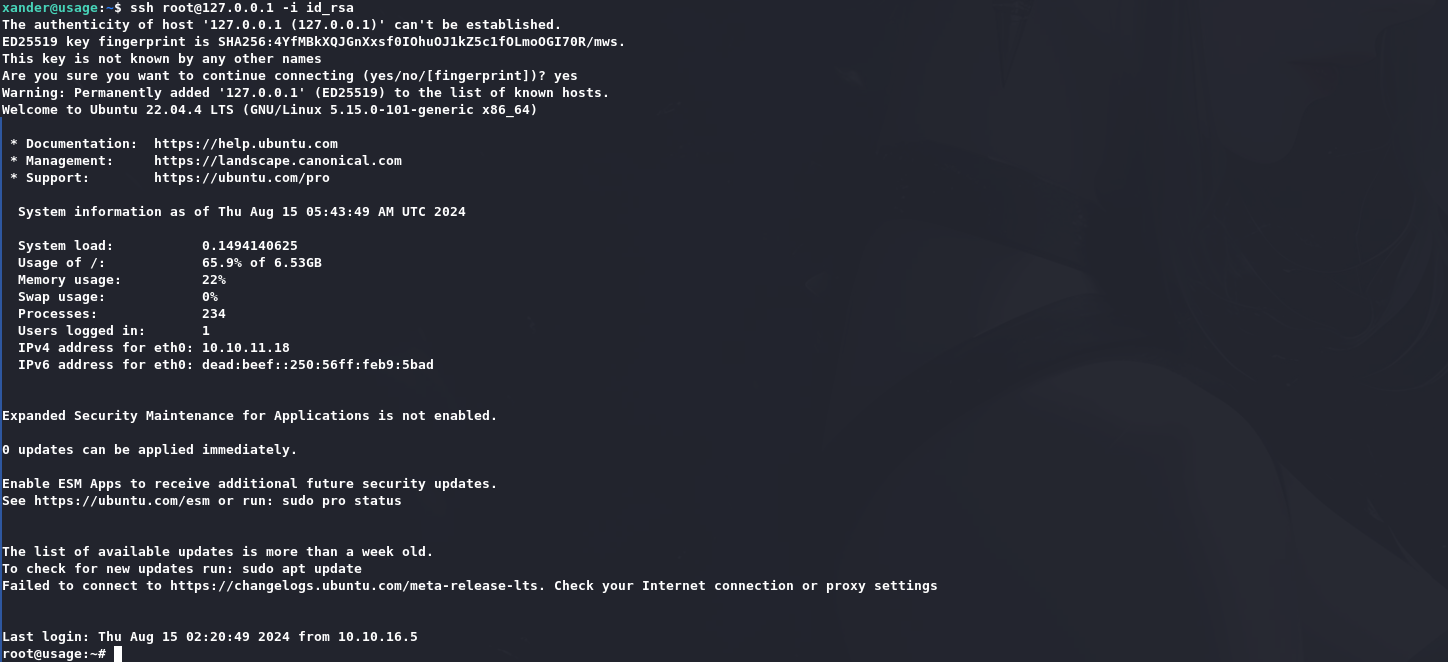 xander@usage:~$ ssh root@127.0.0.1 -i id_rsa
The authenticity of host '127.0.0.1 (127.0.0.1)' can't be established.
ED25519 key fingerprint is SHA256:4YfMBkXQJGnXxsf0IOhuOJ1kZ5c1fOLmoOGI70R/mws.
This key is not known by any other names
Are you sure you want to continue connecting (yes/no/[fingerprint])? yes
Warning: Permanently added '127.0.0.1' (ED25519) to the list of known hosts.
Welcome to Ubuntu 22.04.4 LTS (GNU/Linux 5.15.0-101-generic x86_64)
* Documentation:  https://help.ubuntu.com
* Management:     https://landscape.canonical.com
* Support:        https://ubuntu.com/pro
System information as of Thu Aug 15 05:43:49 AM UTC 2024
System load:           0.1494140625
Usage of /:            65.9% of 6.53GB
Memory usage:          22%
Swap usage:            0%
Processes:             234
Users logged in:       1
IPv4 address for eth0: 10.10.11.18
IPv6 address for eth0: dead:beef::250:56ff:feb9:5bad
Expanded Security Maintenance for Applications is not enabled.
0 updates can be applied immediately.
Enable ESM Apps to receive additional future security updates.
See https://ubuntu.com/esm or run: sudo pro status
The list of available updates is more than a week old.
To check for new updates run: sudo apt update
Failed to connect to https://changelogs.ubuntu.com/meta-release-lts. Check your Internet connection or proxy settings
Last login: Thu Aug 15 02:20:49 2024 from 10.10.16.5
root@usage:~#